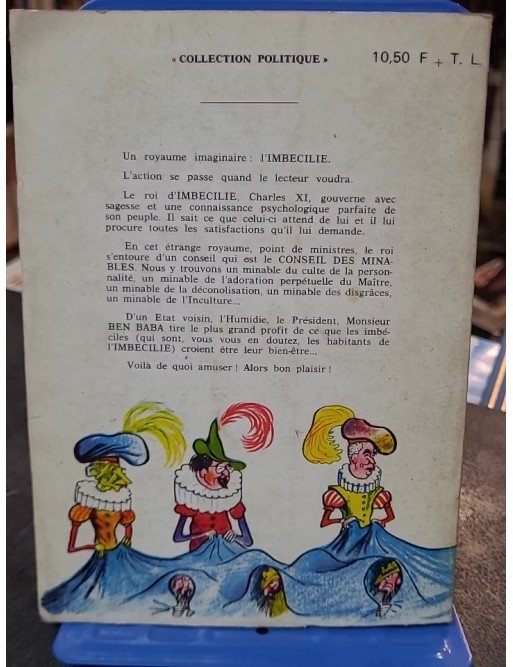 « COLLECTION POLITIQUE »
10,50 F + T. L.
Un royaume imaginaire : l'IMBECILIE.
L'action se passe quand le lecteur voudra.
Le roi d'IMBECILIE, Charles XI, gouverne avec
sagesse et une connaissance psychologique parfaite de
son peuple. Il sait ce que celui-ci attend de lui et il lui
procure toutes les satisfactions qu'il lui demande.
En cet étrange royaume, point de ministres, le roi
s'entoure d'un conseil qui est le CONSEIL DES MINA-
BLES. Nous y trouvons un minable du culte de la person-
nalité, un minable de l'adoration perpétuelle du Maître,
un minable de la déconolisation, un minable des disgrâces,
un minable de l'Inculture...
D'un Etat voisin, l'Humidie, le Président, Monsieur
BEN BABA tire le plus grand profit de ce que les imbé-
ciles (qui sont, vous vous en doutez, les habitants de
l'IMBECILIE) croient être leur bien-être...
Voilà de quoi amuser ! Alors bon plaisir !